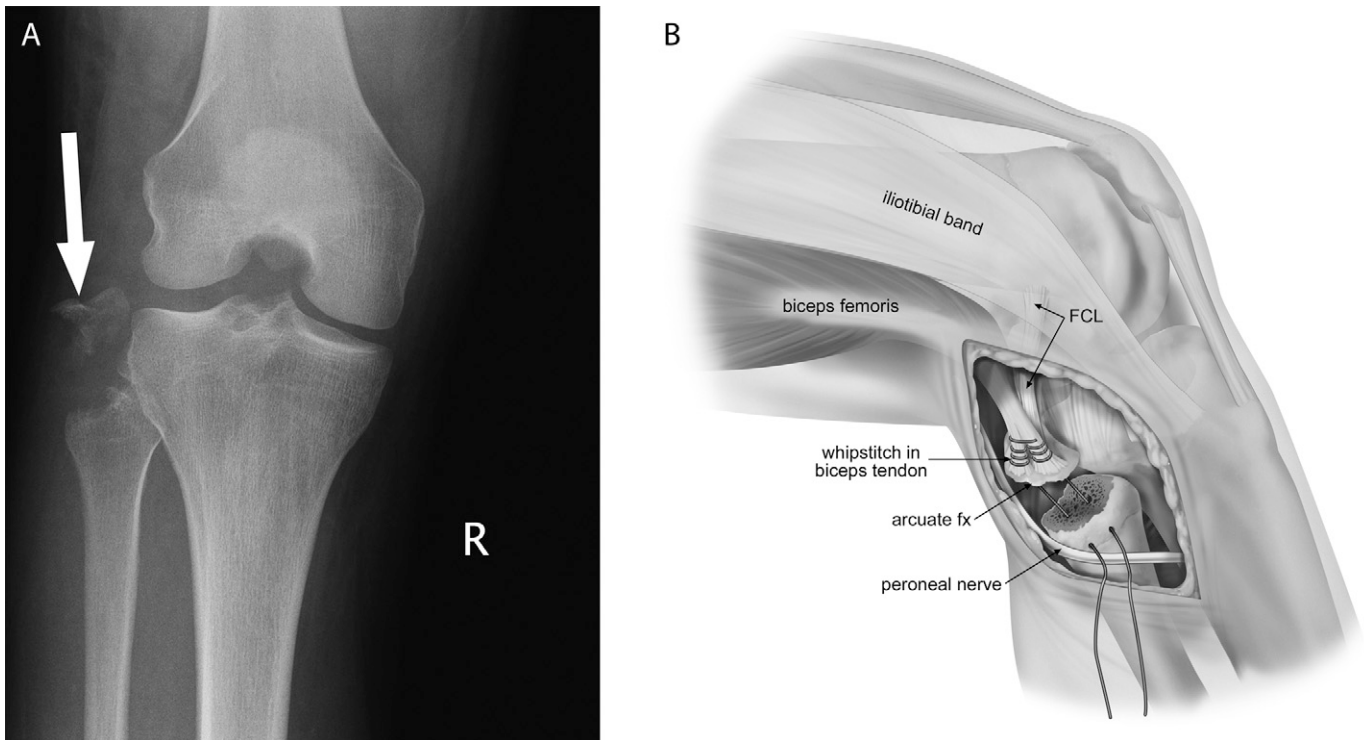 A
R
B
iliotibial band
biceps femoris
FCL
whipstitch in
biceps tendon
arcuate fx
peroneal nerve